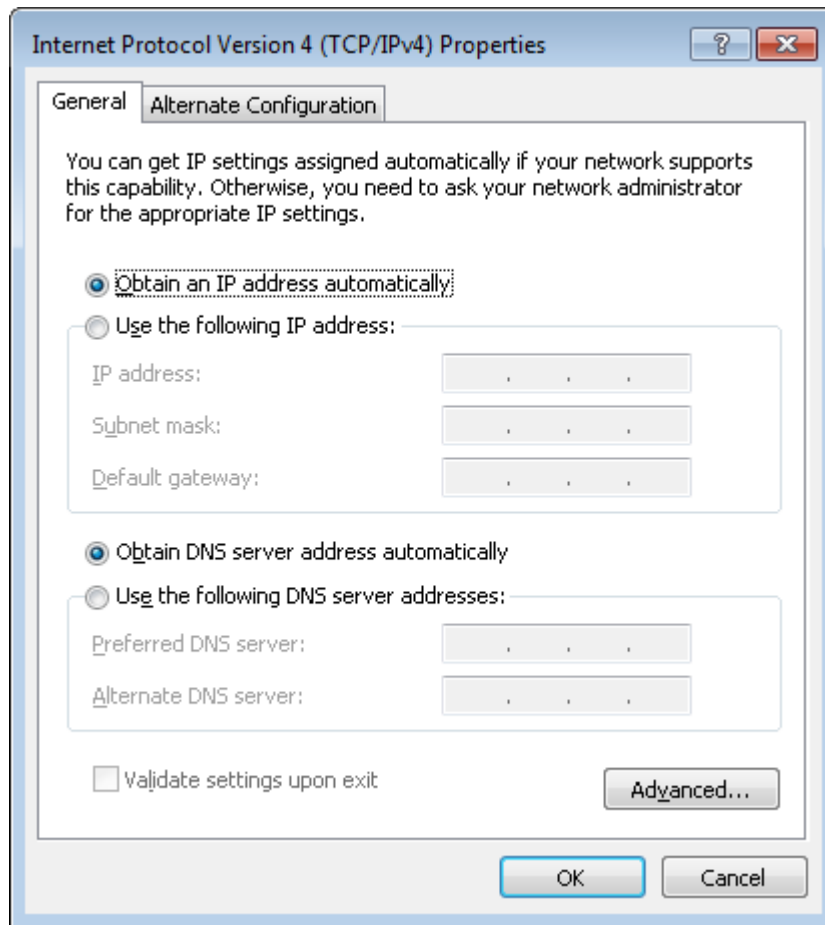 Internet Protocol Version 4 (TCP/IPv4) Properties
General
Alternate Configuration
You can get IP settings assigned automatically if your network supports
this capability. Otherwise, you need to ask your network administrator
for the appropriate IP settings.
Obtain an IP address automatically
Use the following IP address:
IP address:
Subnet mask:
Default gateway:
Obtain DNS server address automatically
Use the following DNS server addresses:
Preferred DNS server:
Alternate DNS server:
Validate settings upon exit
Advanced...
OK
Cancel